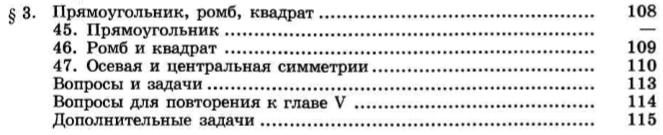 § 3. Прямоугольник, ромб, квадрат ........................................ 108
45. Прямоугольник ........................................ —
46. Ромб и квадрат ........................................ 109
47. Осевая и центральная симметрии ........................................ 110
Вопросы и задачи ........................................ 113
Вопросы для повторения к главе V ........................................ 114
Дополнительные задачи ........................................ 115